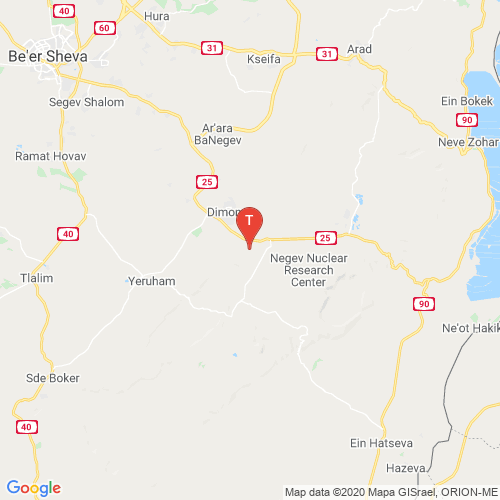 40
Hura
60
31
Kseifa
31
Arad
Be'er Sheva
Segev Shalom
Ein Bokek
90
Ar'ara
BaNegev
Neve Zohar
Ramat Hovav
25
Dimon
T
40
25
Negev Nuclear
Research
Center
Tlalim
Yeruham
90
Ne'ot Hakik
Sde Boker
40
Ein Hatseva
Hazeva
Google
Map data ©2020 Mapa GISrael, ORION-ME